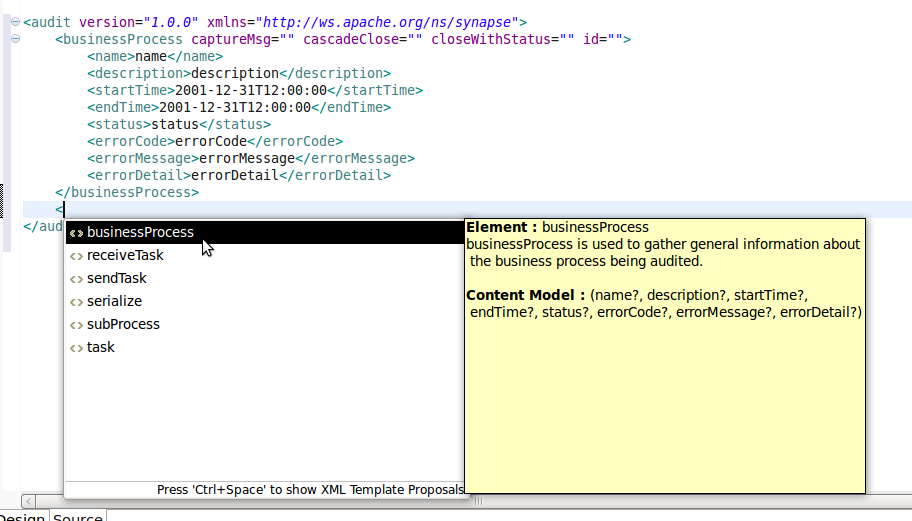 <audit version="1.0.0" xmlns="http://ws.apache.org/ns/synapse">
<businessProcess captureMsg="" cascadeClose="" closeWithStatus="" id="">
<name>name</name>
<description>description</description>
<startTime>2001-12-31T12:00:00</startTime>
<endTime>2001-12-31T12:00:00</endTime>
<status>status</status>
<errorCode>errorCode</errorCode>
<errorMessage>errorMessage</errorMessage>
<errorDetail>errorDetail</errorDetail>
</businessProcess>
<
</aud
businessProcess
receiveTask
sendTask
serialize
subProcess
task
Press 'Ctrl+Space' to show XML Template Proposals
Element : businessProcess
businessProcess is used to gather general information about
the business process being audited.
Content Model : (name?, description?, startTime?,
endTime?, status?, errorCode?, errorMessage?, errorDetail?)
Design Source